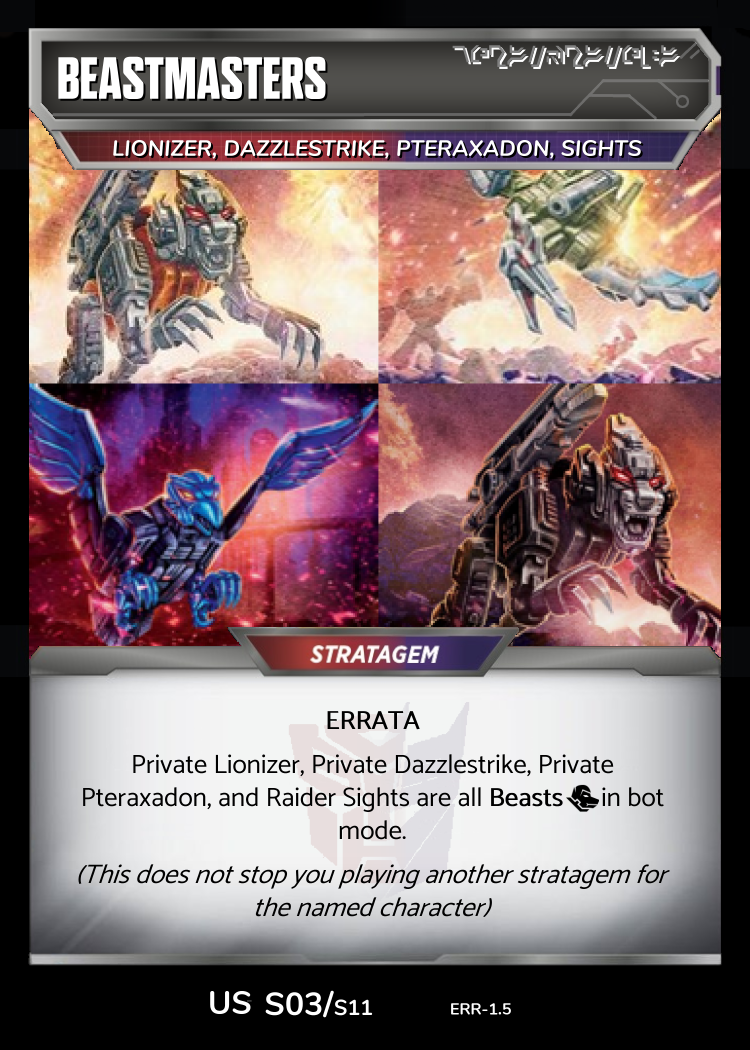 BEASTMASTERS
LIONIZER, DAZZLESTRIKE, PTERAXADON, SIGHTS
STRATAGEM
ERRATA
Private Lionizer, Private Dazzlestrike, Private
Pteraxadon, and Raider Sights are all Beasts in bot
mode.
(This does not stop you playing another stratagem for
the named character)
US S03/S11 ERR-1.5